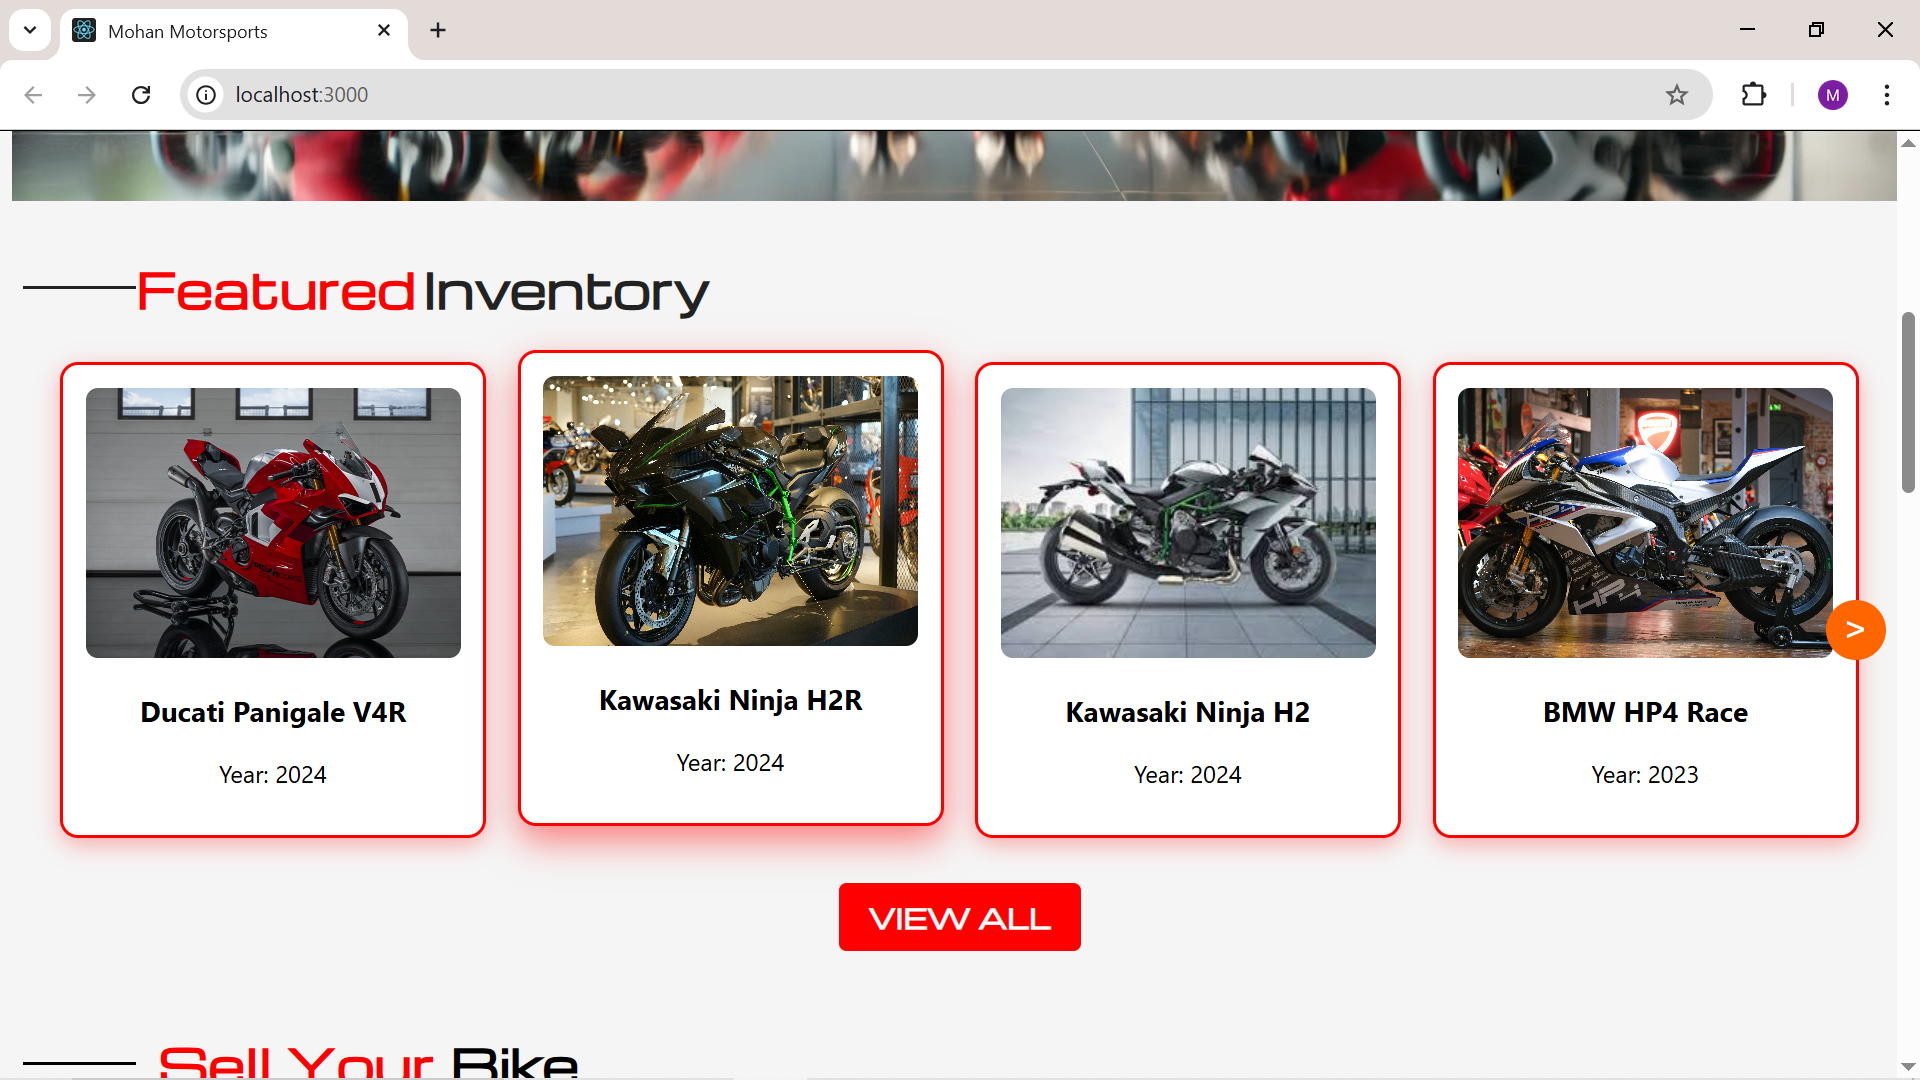 Mohan Motorsports
localhost:3000
M
Featured Inventory
Ducati Panigale V4R
Year: 2024
Kawasaki Ninja H2R
Year: 2024
Kawasaki Ninja H2
Year: 2024
BMW HP4 Race
Year: 2023
>
VIEW ALL
Sell Your Bike